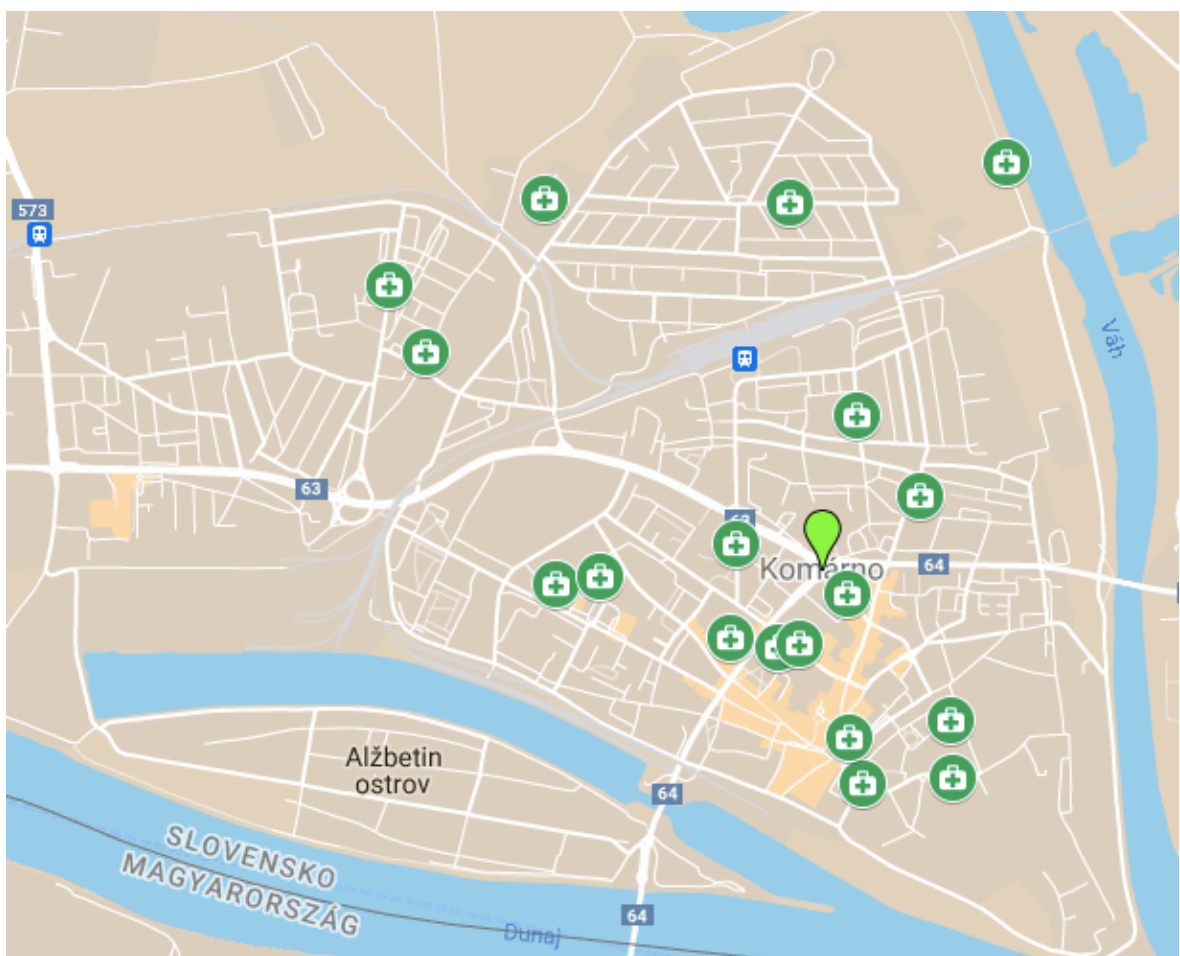 573
Váh
63
63
Komárno
64
Alžbetin
ostrov
64
SLOVENSKO
MAGYARORSZÁG
64
Dunaj